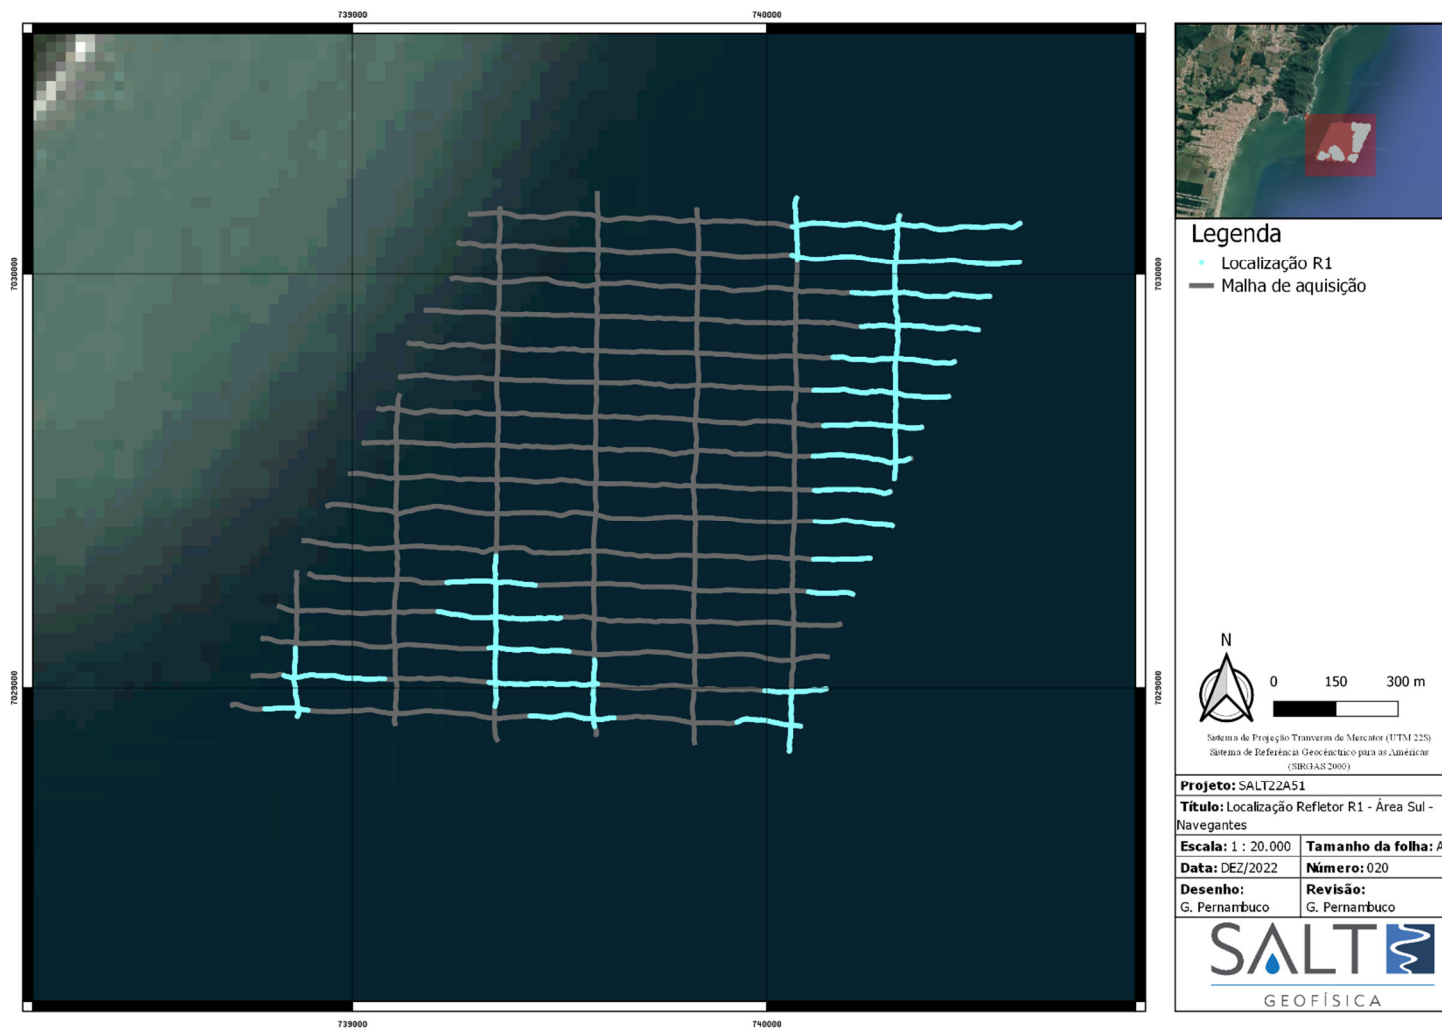 739000
740000
7030000
7030000
7029000
7029000
739000
740000
Legenda
Localização R1
Malha de aquisição
N
0 150 300 m
Sistema de Projeção Tranversa de Mercator (UTM 22S)
Sistema de Referência Geocênctrico para as Américas
(SIRGAS 2000)
Projeto: SALT22A51
Título: Localização Refletor R1 - Área Sul -
Navegantes
Escala: 1 : 20.000 Tamanho da folha: A
Data: DEZ/2022 Número: 020
Desenho: Revisão:
G. Pernambuco G. Pernambuco
SALT
GEOFÍSICA